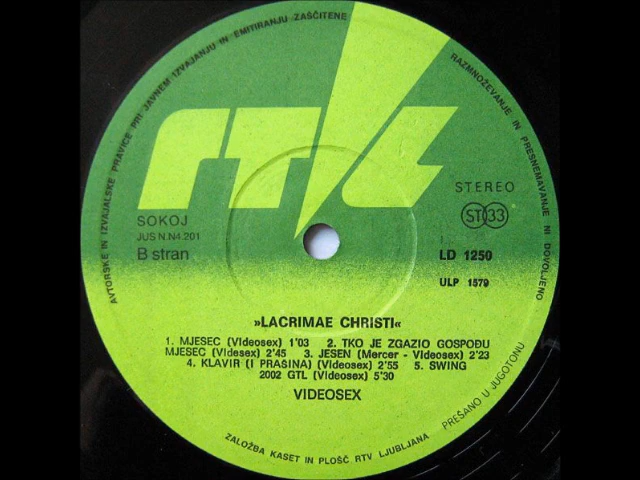 AVTORSKE IN IZVAJALSKE PRAVICE PRI JAVNEM IZVAJANJU IN EMITIRANJU ZAŠČITENE
RAZMNOŽEVANJE IN PRESNEMAVANJE NI DOVOLJENO
RTVL
SOKOJ
JUS N.N4.201
B stran
STEREO
ST 33
LD 1250
ULP 1579
»LACRIMAE CHRISTI«
1. MJESEC (Videosex) 1'03 2. TKO JE ZGAZIO GOSPOĐU
MJESEC (Videsex) 2'45 3. JESEN (Mercer - Videosex) 2'23
4. KLAVIR (I PRAŠINA) (Videosex) 2'55 5. SWING
2002 GTL (Videosex) 5'30
VIDEOSEX
PREŠANO U JUGOTONU
ZALOŽBA KASET IN PLOŠČ RTV LJUBLJANA